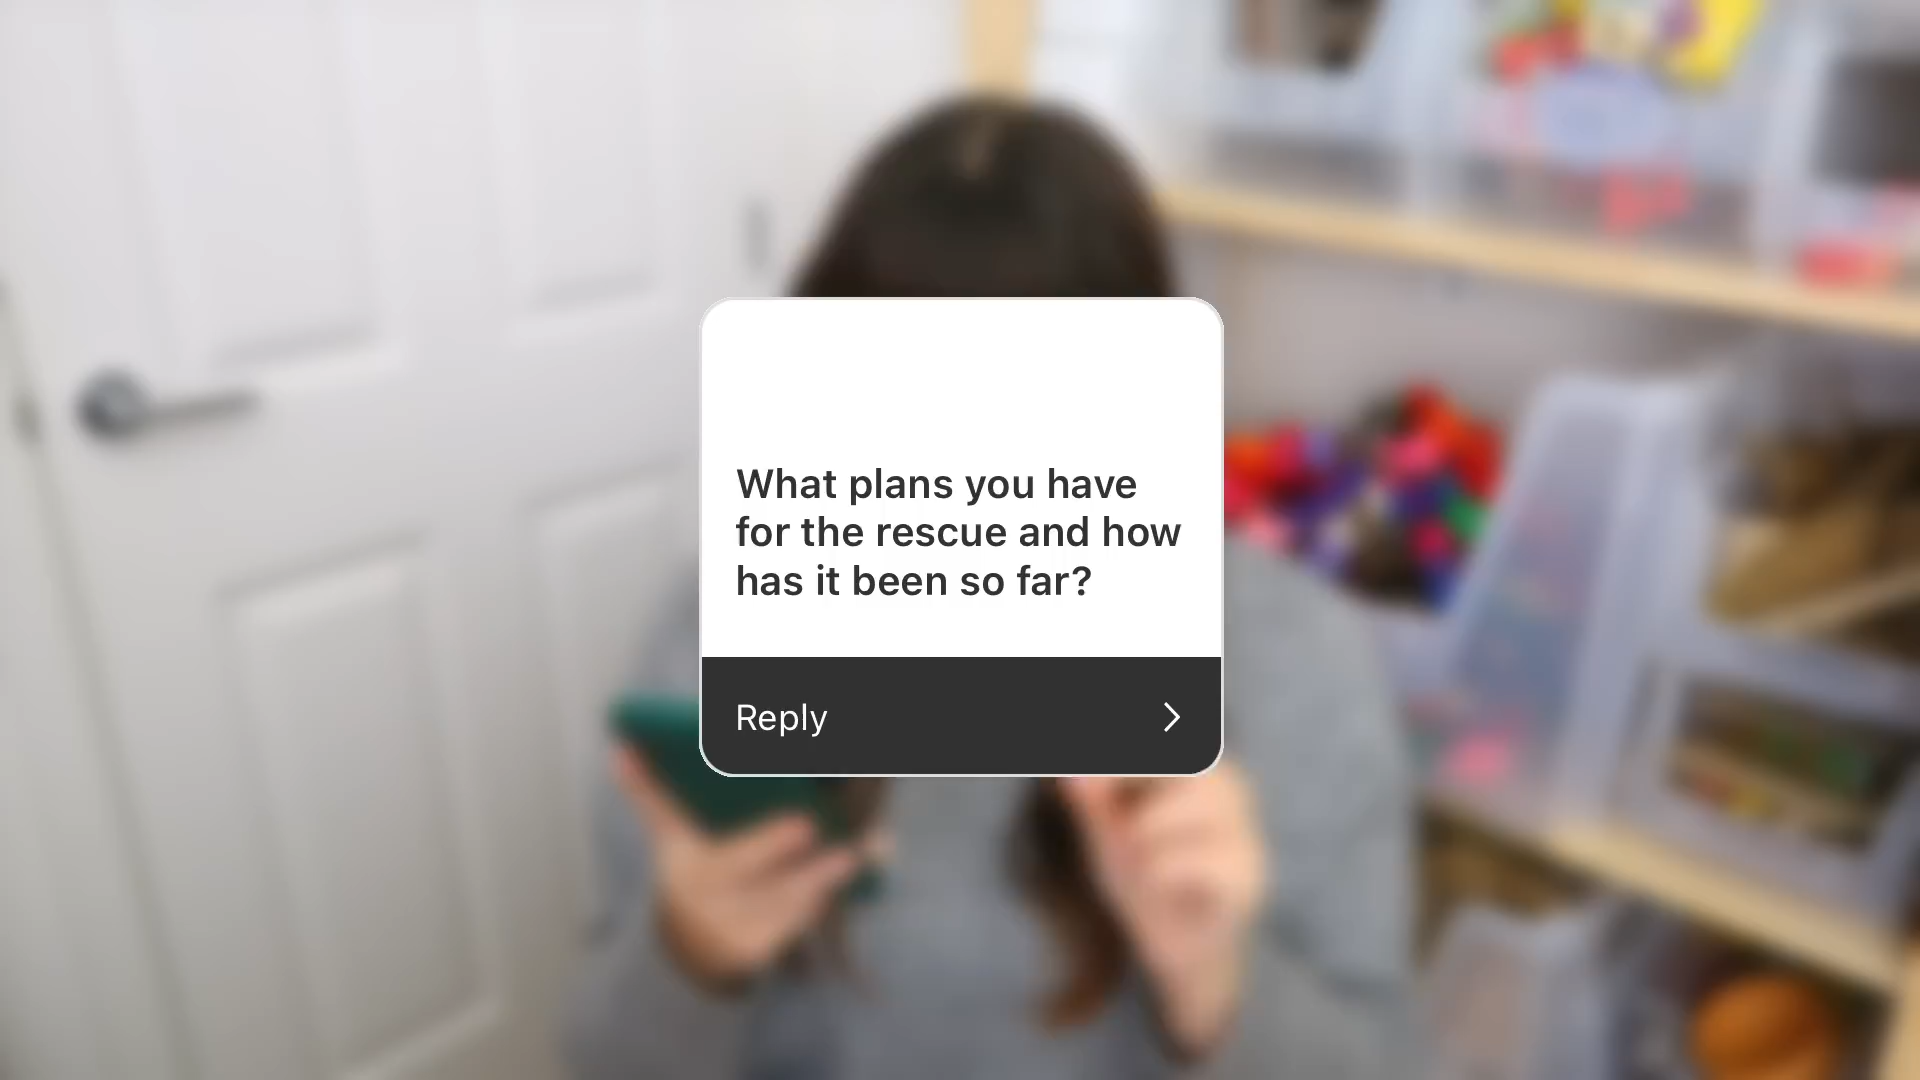 What plans you have
for the rescue and how
has it been so far?
Reply